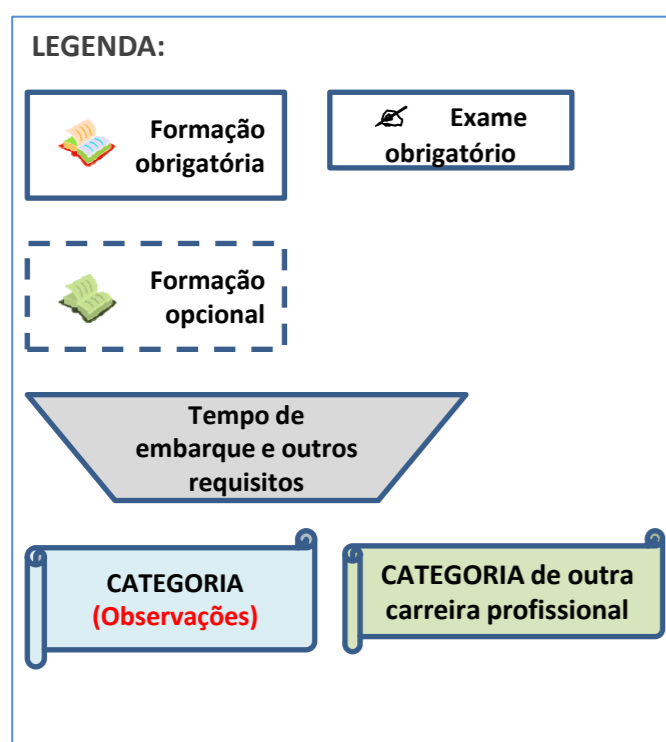 LEGENDA:
Formação
obrigatória
Exame
obrigatório
Formação
opcional
Tempo de
embarque e outros
requisitos
CATEGORIA
(Observações)
CATEGORIA de outra
carreira profissional